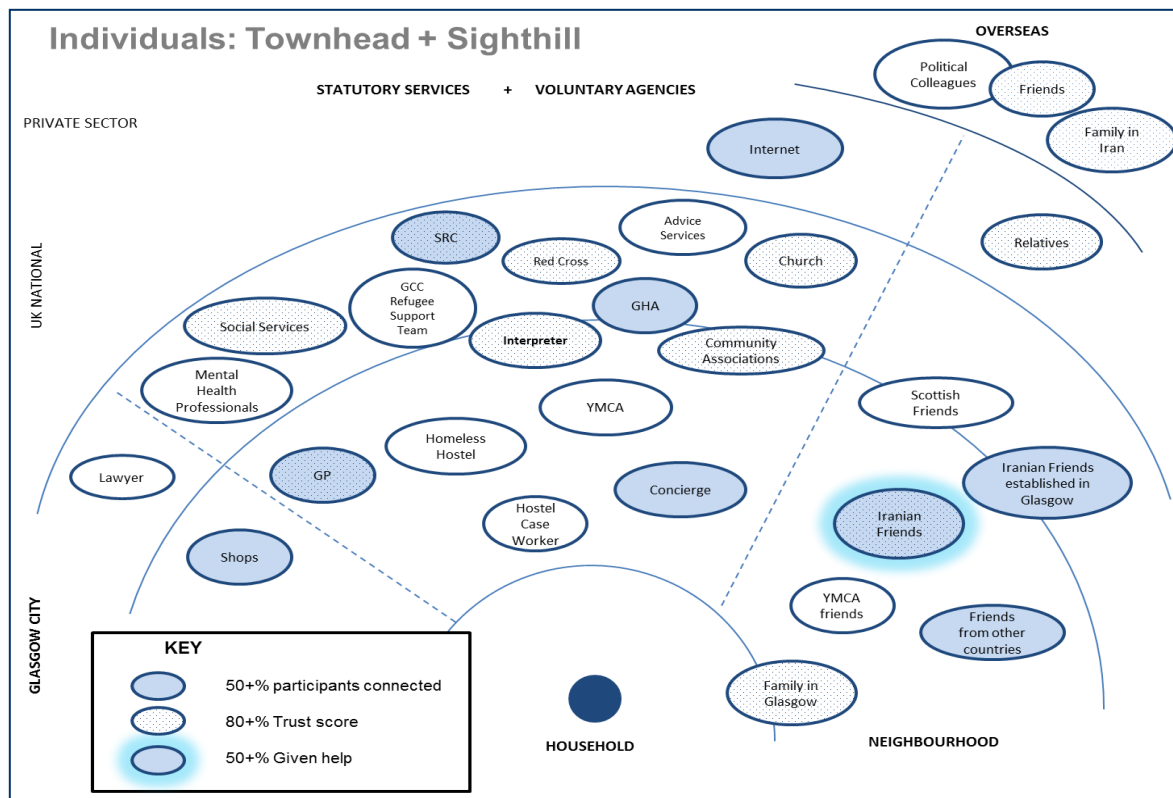 Individuals: Townhead + Sighthill
OVERSEAS
Political
Colleagues
Friends
Family in
Iran
STATUTORY SERVICES + VOLUNTARY AGENCIES
PRIVATE SECTOR
Internet
UK NATIONAL
SRC
Advice
Services
Red Cross
Church
Relatives
GCC
Refugee
Support
Team
GHA
Social Services
Interpreter
Community
Associations
Mental
Health
Professionals
YMCA
Scottish
Friends
Homeless
Hostel
Lawyer
GP
Concierge
Iranian Friends
established in
Glasgow
Hostel
Case
Worker
Iranian
Friends
Shops
YMCA
friends
Friends
from other
countries
GLASGOW CITY
Family in
Glasgow
HOUSEHOLD
NEIGHBOURHOOD
KEY
50+% participants connected
80+% Trust score
50+% Given help